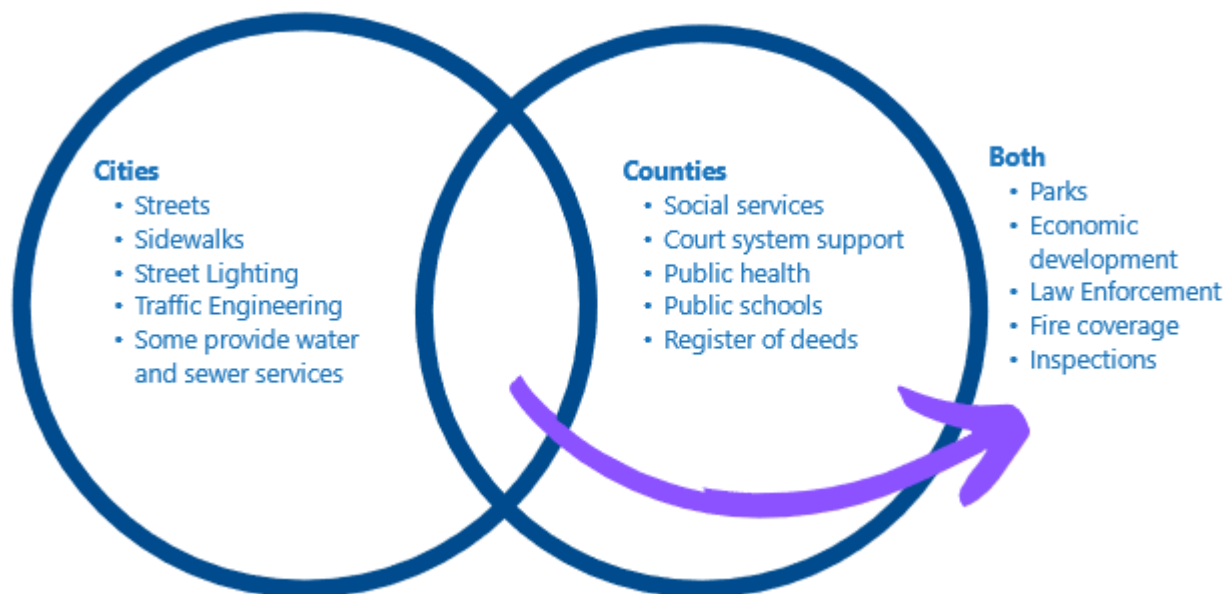 Cities
• Streets
• Sidewalks
• Street Lighting
• Traffic Engineering
• Some provide water
and sewer services
Counties
• Social services
• Court system support
• Public health
• Public schools
• Register of deeds
Both
• Parks
• Economic
development
• Law Enforcement
• Fire coverage
• Inspections